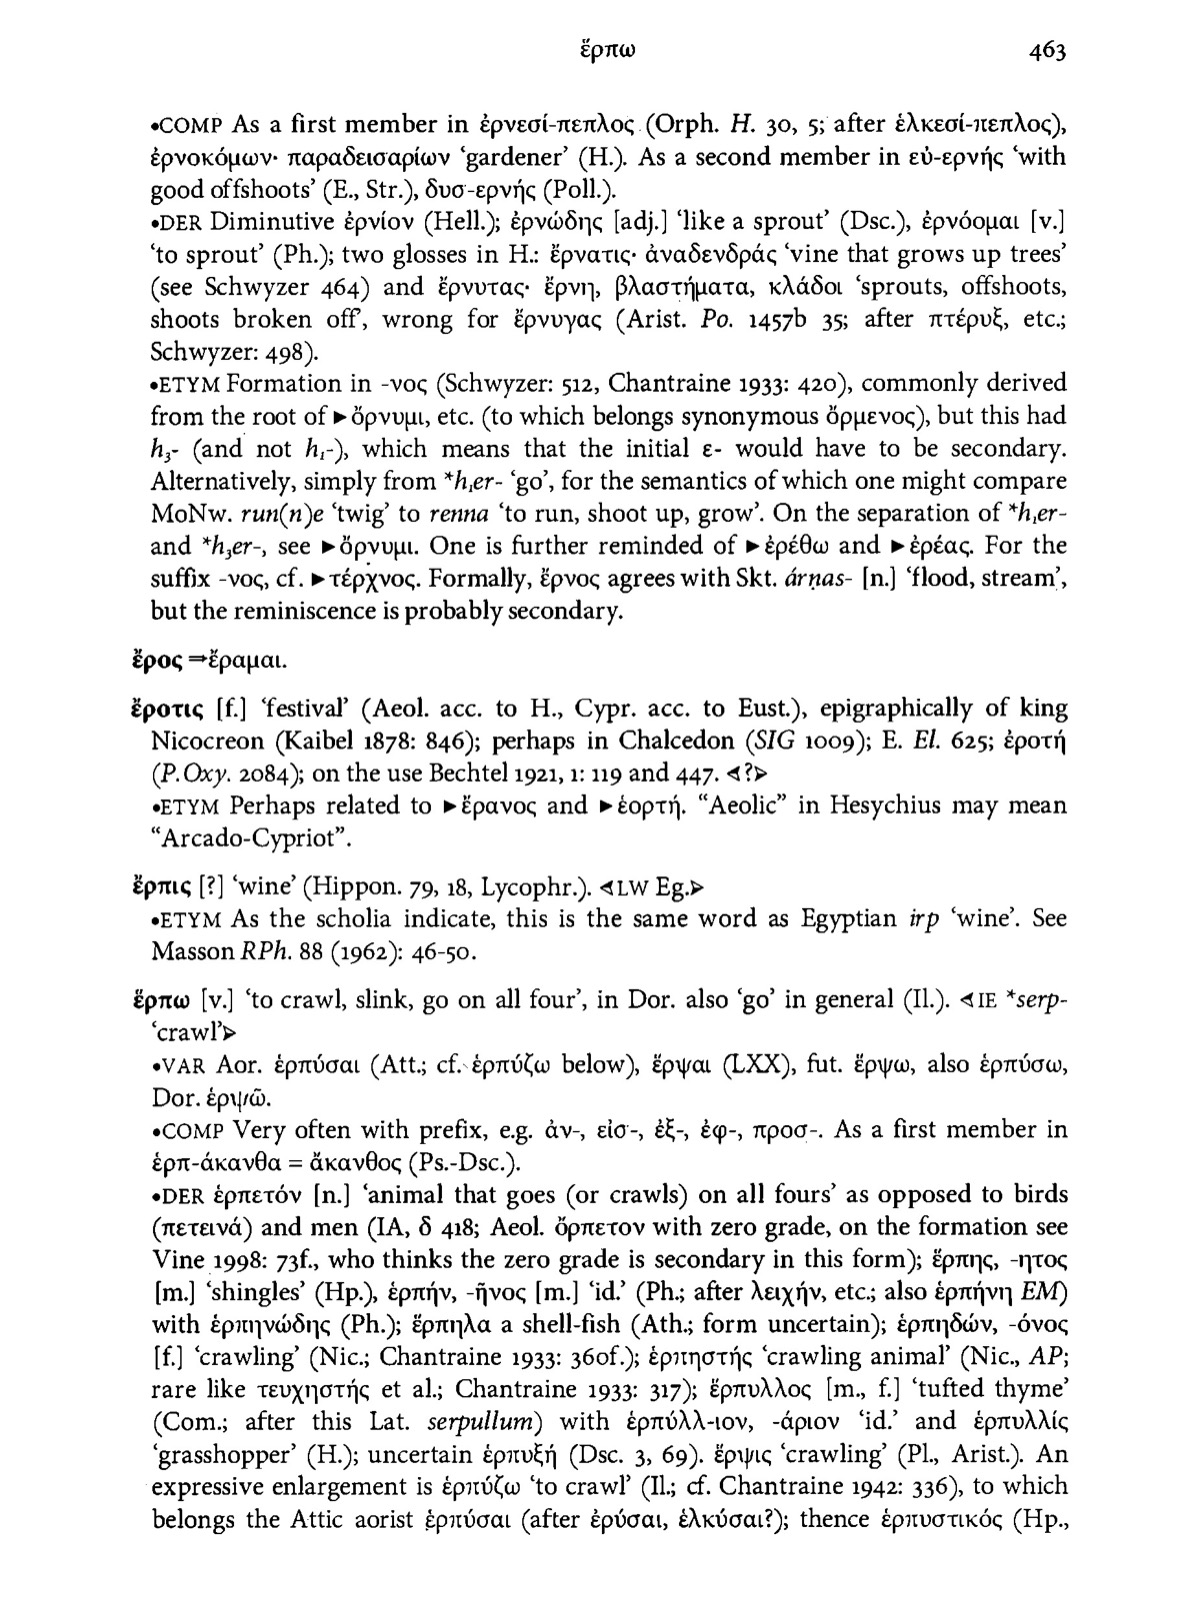 ἕρπω 463
•COMP As a first member in ἐρνεσί-πεπλος (Orph. H. 30, 5; after ἑλκεσί-πεπλος),
ἐρνοκόμων· παραδεισαρίων ‘gardener’ (H.). As a second member in εὐ-ερνής ‘with
good offshoots’ (E., Str.), δυσ-ερνής (Poll.).
•DER Diminutive ἐρνίον (Hell.); ἐρνώδης [adj.] ‘like a sprout’ (Dsc.), ἐρνόομαι [v.]
‘to sprout’ (Ph.); two glosses in H.: ἔρνατις· ἀναδενδράς ‘vine that grows up trees’
(see Schwyzer 464) and ἔρνυτας· ἔρνη, βλαστήματα, κλάδοι ‘sprouts, offshoots,
shoots broken off’, wrong for ἔρνυγας (Arist. Po. 1457b 35; after πτέρυξ, etc.;
Schwyzer: 498).
•ETYM Formation in -νος (Schwyzer: 512, Chantraine 1933: 420), commonly derived
from the root of ►ὄρνυμι, etc. (to which belongs synonymous ὄρμενος), but this had
h₃- (and not h₁-), which means that the initial ε- would have to be secondary.
Alternatively, simply from *h₁er- ‘go’, for the semantics of which one might compare
MoNw. run(n)e ‘twig’ to renna ‘to run, shoot up, grow’. On the separation of *h₁er-
and *h₃er-, see ►ὄρνυμι. One is further reminded of ►ἐρέθω and ►ἐρέας. For the
suffix -νος, cf. ►τέρχνος. Formally, ἔρνος agrees with Skt. árṇas- [n.] ‘flood, stream’,
but the reminiscence is probably secondary.
ἔρος ⇒ἔραμαι.
ἔροτις [f.] ‘festival’ (Aeol. acc. to H., Cypr. acc. to Eust.), epigraphically of king
Nicocreon (Kaibel 1878: 846); perhaps in Chalcedon (SIG 1009); E. El. 625; ἐροτή
(P. Oxy. 2084); on the use Bechtel 1921, 1: 119 and 447. ⊲?⊳
•ETYM Perhaps related to ►ἔρανος and ►ἑορτή. “Aeolic” in Hesychius may mean
“Arcado-Cypriot”.
ἔρπις [?] ‘wine’ (Hippon. 79, 18, Lycophr.). ⊲LW Eg.⊳
•ETYM As the scholia indicate, this is the same word as Egyptian irp ‘wine’. See
Masson RPh. 88 (1962): 46-50.
ἕρπω [v.] ‘to crawl, slink, go on all four’, in Dor. also ‘go’ in general (Il.). ⊲IE *serp-
‘crawl’⊳
•VAR Aor. ἑρπύσαι (Att.; cf. ἑρπύζω below), ἕρψαι (LXX), fut. ἕρψω, also ἑρπύσω,
Dor. ἑρψῶ.
•COMP Very often with prefix, e.g. ἀν-, εἰσ-, ἐξ-, ἐφ-, προσ-. As a first member in
ἑρπ-άκανθα = ἄκανθος (Ps.-Dsc.).
•DER ἑρπετόν [n.] ‘animal that goes (or crawls) on all fours’ as opposed to birds
(πετεινά) and men (IA, δ 418; Aeol. ὄρπετον with zero grade, on the formation see
Vine 1998: 73f., who thinks the zero grade is secondary in this form); ἕρπης, -ητος
[m.] ‘shingles’ (Hp.), ἑρπήν, -ῆνος [m.] ‘id.’ (Ph.; after λειχήν, etc.; also ἑρπήνη EM)
with ἑρπηνώδης (Ph.); ἕρπηλα a shell-fish (Ath.; form uncertain); ἑρπηδών, -όνος
[f.] ‘crawling’ (Nic.; Chantraine 1933: 360f.); ἑρπηστής ‘crawling animal’ (Nic., AP;
rare like τευχηστής et al.; Chantraine 1933: 317); ἕρπυλλος [m., f.] ‘tufted thyme’
(Com.; after this Lat. serpullum) with ἑρπύλλ-ιον, -άριον ‘id.’ and ἑρπυλλίς
‘grasshopper’ (H.); uncertain ἑρπυξή (Dsc. 3, 69). ἕρψις ‘crawling’ (Pl., Arist.). An
expressive enlargement is ἑρπύζω ‘to crawl’ (Il.; cf. Chantraine 1942: 336), to which
belongs the Attic aorist ἑρπύσαι (after ἐρύσαι, ἑλκύσαι?); thence ἑρπυστικός (Hp.,